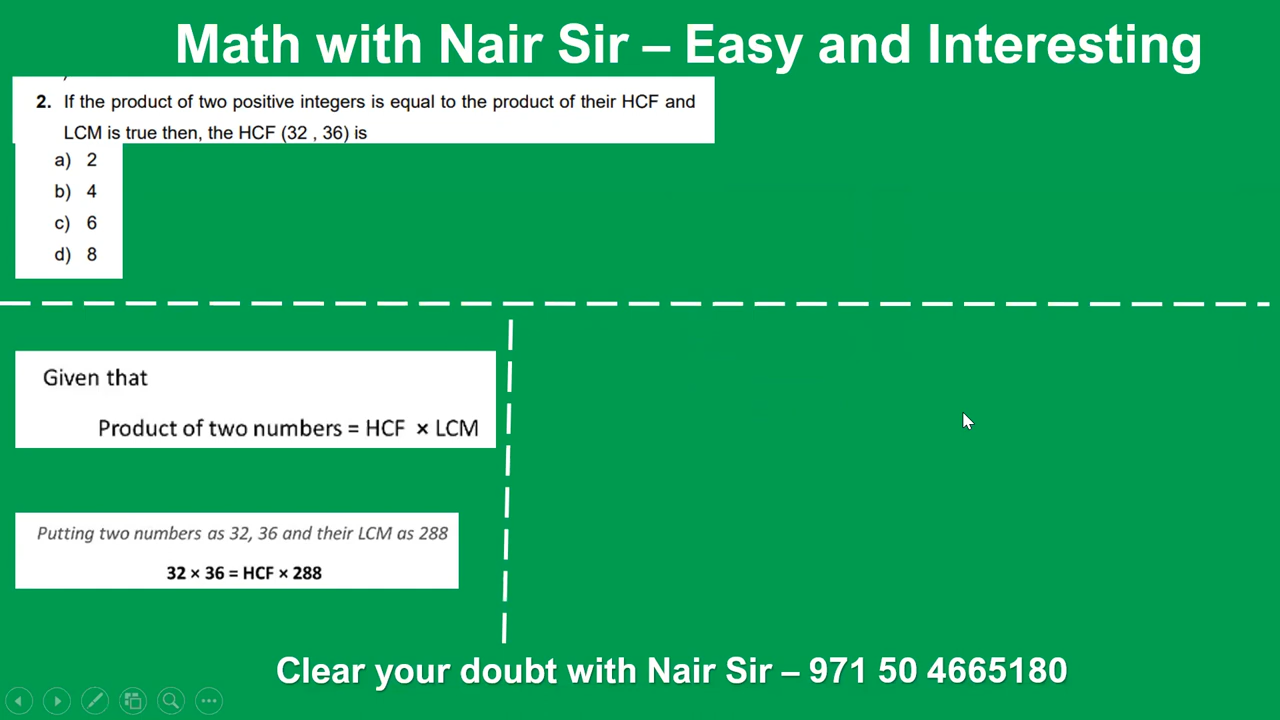 Math with Nair Sir – Easy and Interesting
2. If the product of two positive integers is equal to the product of their HCF and
LCM is true then, the HCF (32 , 36) is
a) 2
b) 4
c) 6
d) 8
Given that
Product of two numbers = HCF × LCM
Putting two numbers as 32, 36 and their LCM as 288
32 × 36 = HCF × 288
Clear your doubt with Nair Sir – 971 50 4665180